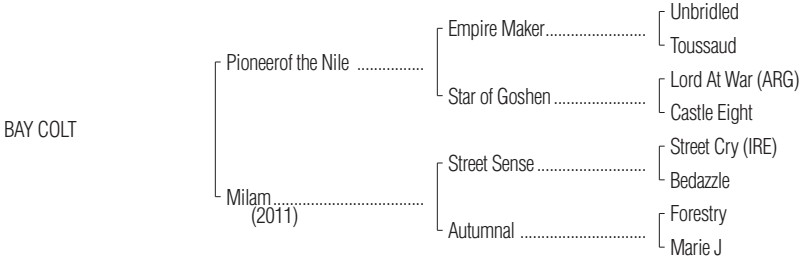 Unbridled
Empire Maker......................
Toussaud
Pioneerof the Nile ................
Lord At War (ARG)
Star of Goshen ....................
Castle Eight
BAY COLT
Street Cry (IRE)
Street Sense ........................
Bedazzle
Milam....................................
(2011)
Forestry
Autumnal ............................
Marie J